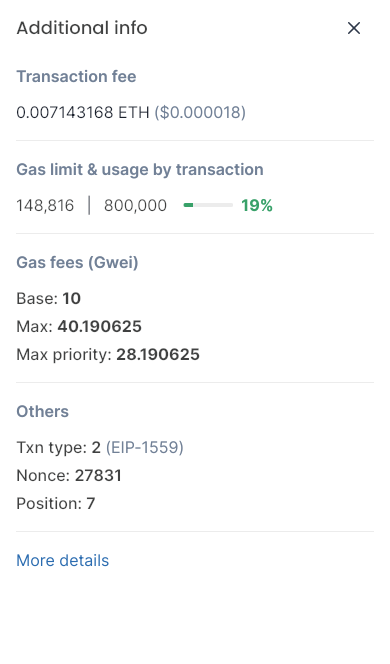 Additional info
Transaction fee
0.007143168 ETH ($0.000018)
Gas limit & usage by transaction
148,816 | 800,000 19%
Gas fees (Gwei)
Base: 10
Max: 40.190625
Max priority: 28.190625
Others
Txn type: 2 (EIP-1559)
Nonce: 27831
Position: 7
More details